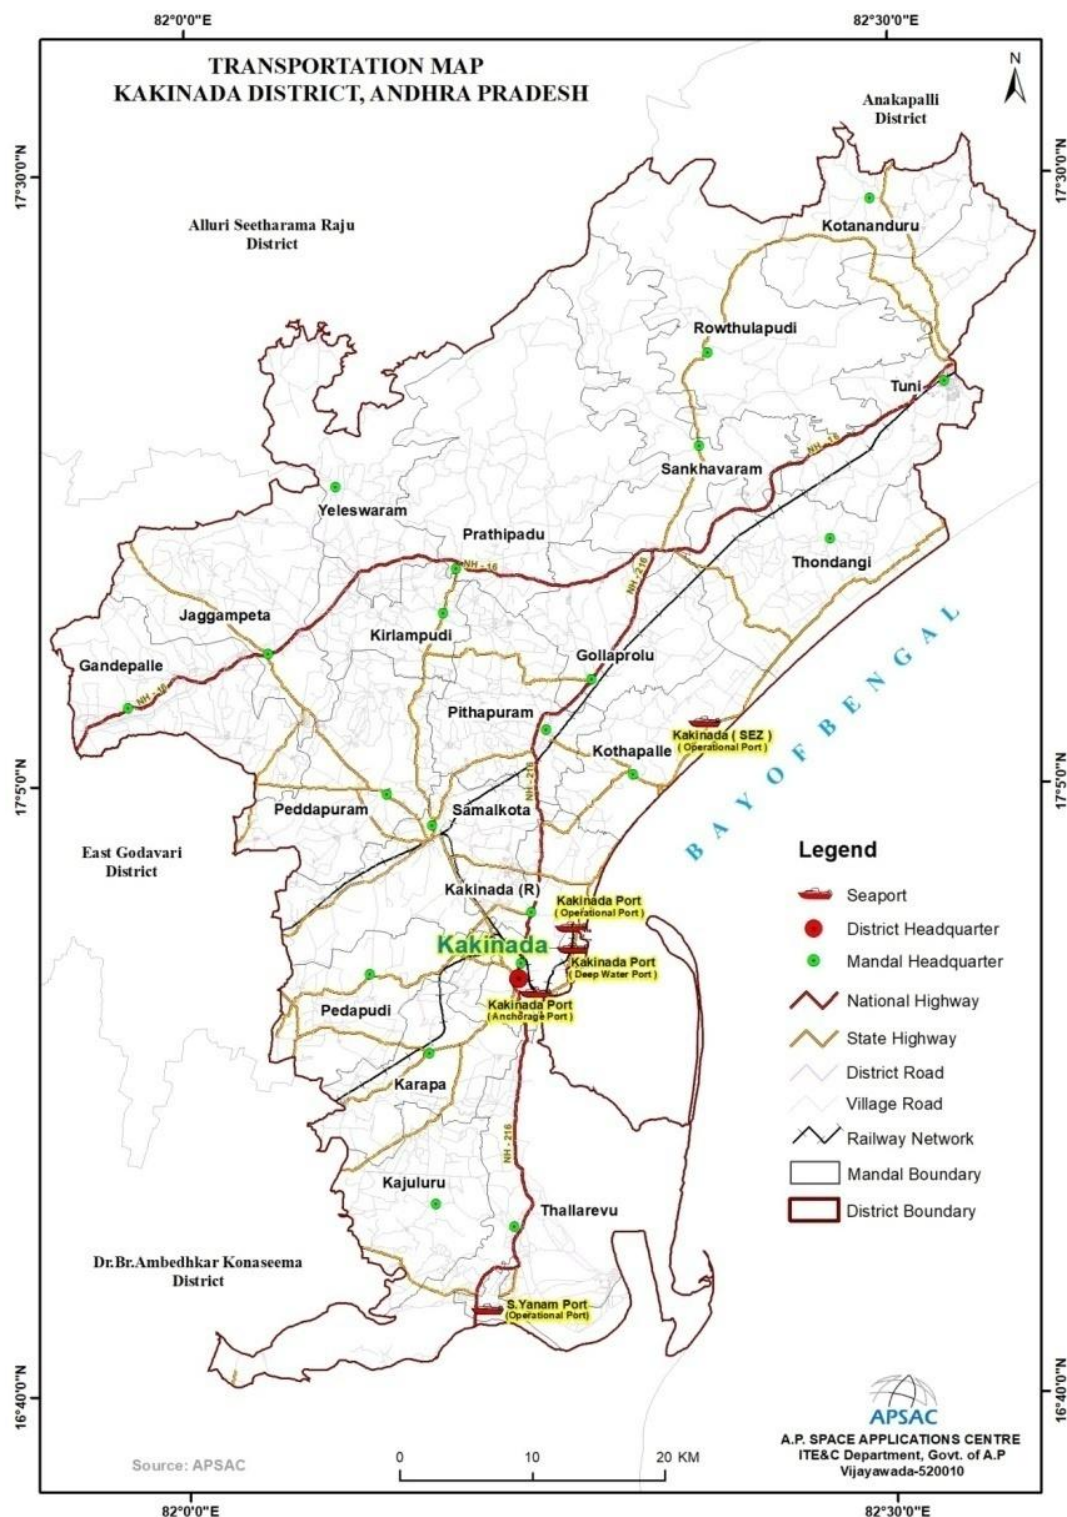 82°0'0"E
82°30'0"E
TRANSPORTATION MAP
KAKINADA DISTRICT, ANDHRA PRADESH
N
Anakapalli
District
17°30'0"N
17°30'0"N
Alluri Seetharama Raju
District
Kotananduru
Rowthulapudi
Tuni
NH - 16
Sankhavaram
Yeleswaram
Prathipadu
NH - 16
Thondangi
NH - 216
Jaggampeta
Kirlampudi
Gollaprolu
Gandepalle
NH - 16
Pithapuram
Kothapalle
Kakinada ( SEZ )
( Operational Port )
BAY OF BENGAL
17°5'0"N
17°5'0"N
NH - 216
Peddapuram
Samalkota
East Godavari
District
Legend
Kakinada (R)
Kakinada Port
( Operational Port )
Seaport
Kakinada
District Headquarter
Kakinada Port
( Deep Water Port )
Mandal Headquarter
Kakinada Port
( Anchorage Port )
National Highway
Pedapudi
State Highway
Karapa
District Road
Village Road
NH - 216
Railway Network
Kajuluru
Mandal Boundary
Thallarevu
District Boundary
Dr.Br.Ambedhkar Konaseema
District
S.Yanam Port
(Operational Port)
16°40'0"N
16°40'0"N
APSAC
A.P. SPACE APPLICATIONS CENTRE
ITE&C Department, Govt. of A.P
Vijayawada-520010
Source: APSAC
0 10 20 KM
82°0'0"E
82°30'0"E